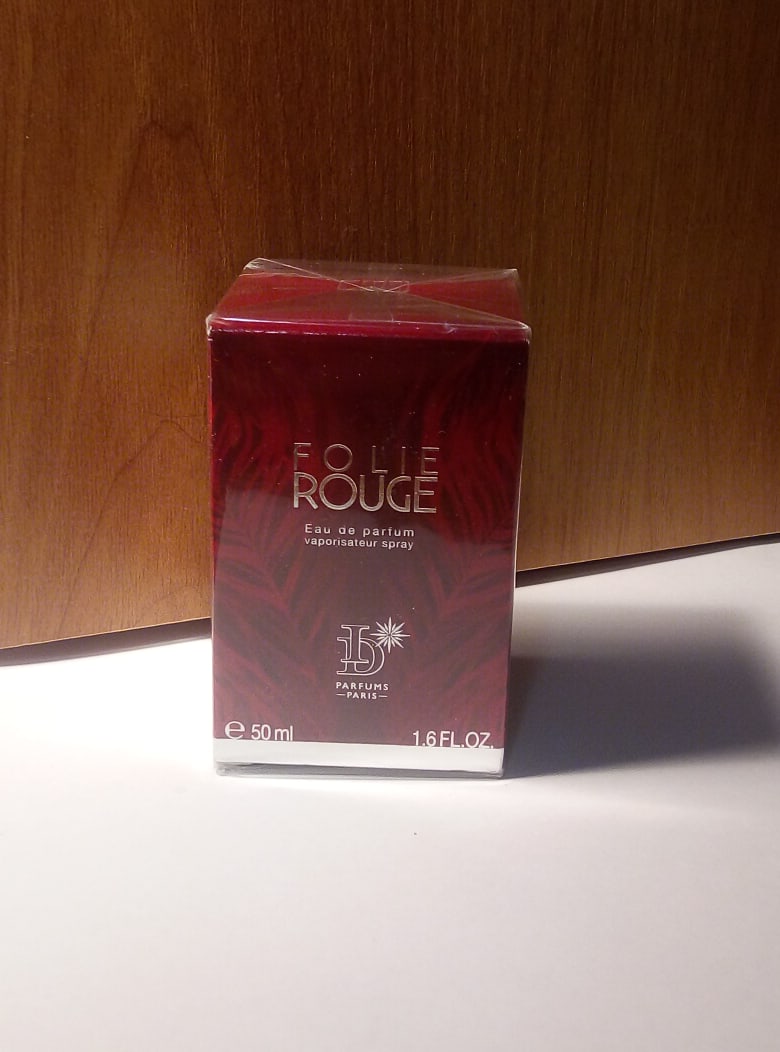 FOLIE
ROUGE
Eau de parfum
vaporisateur spray
PARFUMS
—PARIS—
℮ 50 ml 1.6 FL.OZ.